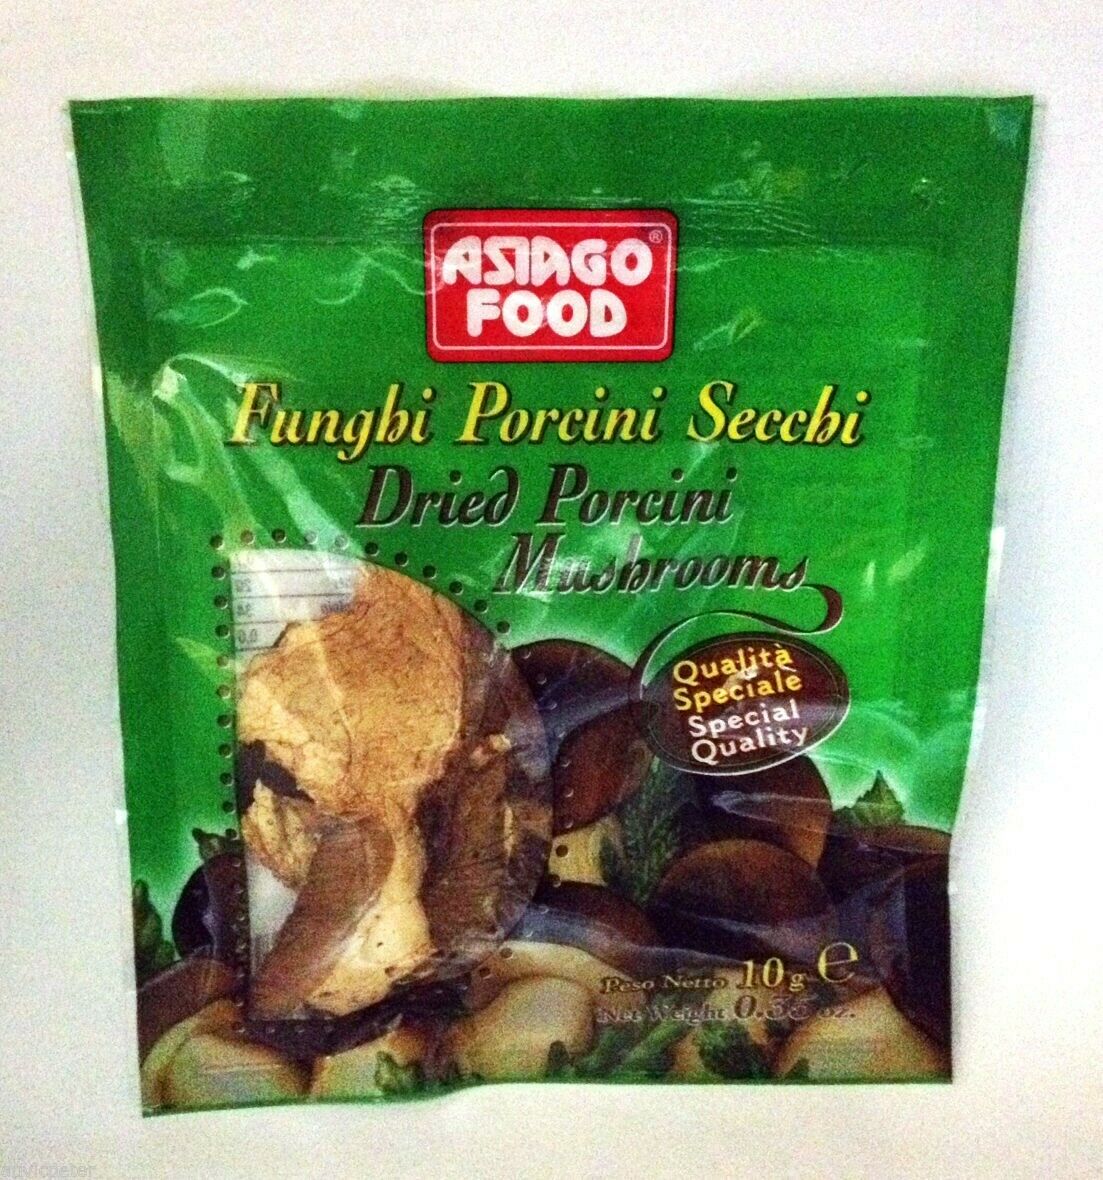 ASIAGO®
FOOD
Funghi Porcini Secchi
Dried Porcini
Mushrooms
Qualità
Speciale
Special
Quality
Peso Netto 10 g e
Net Weight 0.35 oz.